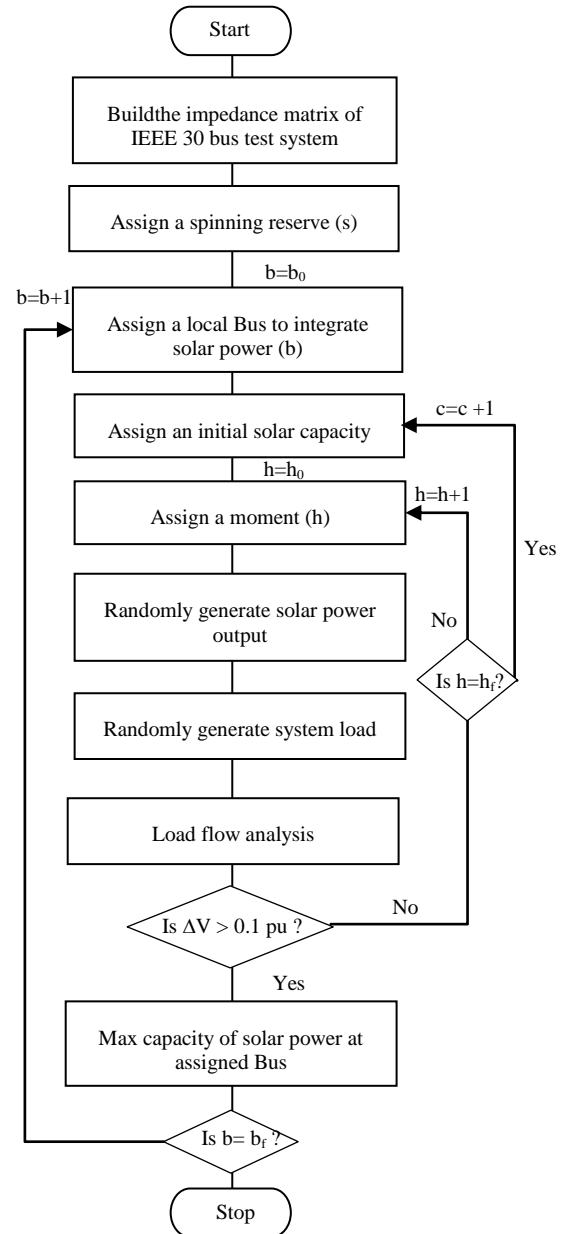 Start
Buildthe impedance matrix of
IEEE 30 bus test system
Assign a spinning reserve (s)
b=b₀
b=b+1
Assign a local Bus to integrate
solar power (b)
c=c +1
Assign an initial solar capacity
h=h₀
h=h+1
Assign a moment (h)
Yes
Randomly generate solar power
output
No
Is h=h_f?
Randomly generate system load
Load flow analysis
Is ΔV > 0.1 pu ?
No
Yes
Max capacity of solar power at
assigned Bus
Is b= b_f ?
Stop